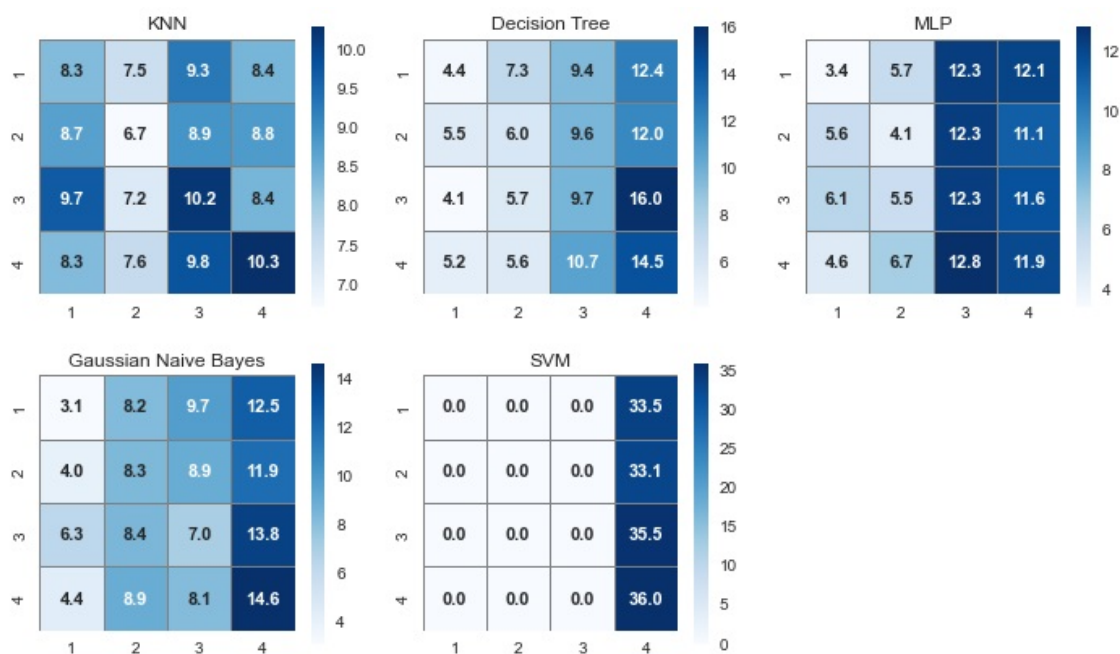 KNN
1 8.3 7.5 9.3 8.4
2 8.7 6.7 8.9 8.8
3 9.7 7.2 10.2 8.4
4 8.3 7.6 9.8 10.3
1 2 3 4
10.0
9.5
9.0
8.5
8.0
7.5
7.0
Decision Tree
4.4 7.3 9.4 12.4
5.5 6.0 9.6 12.0
4.1 5.7 9.7 16.0
5.2 5.6 10.7 14.5
1 2 3 4
16
14
12
10
8
6
MLP
1 3.4 5.7 12.3 12.1
2 5.6 4.1 12.3 11.1
3 6.1 5.5 12.3 11.6
4 4.6 6.7 12.8 11.9
1 2 3 4
12
10
8
6
4
Gaussian Naive Bayes
1 3.1 8.2 9.7 12.5
2 4.0 8.3 8.9 11.9
3 6.3 8.4 7.0 13.8
4 4.4 8.9 8.1 14.6
1 2 3 4
14
12
10
8
6
4
SVM
1 0.0 0.0 0.0 33.5
2 0.0 0.0 0.0 33.1
3 0.0 0.0 0.0 35.5
4 0.0 0.0 0.0 36.0
1 2 3 4
35
30
25
20
15
10
5
0